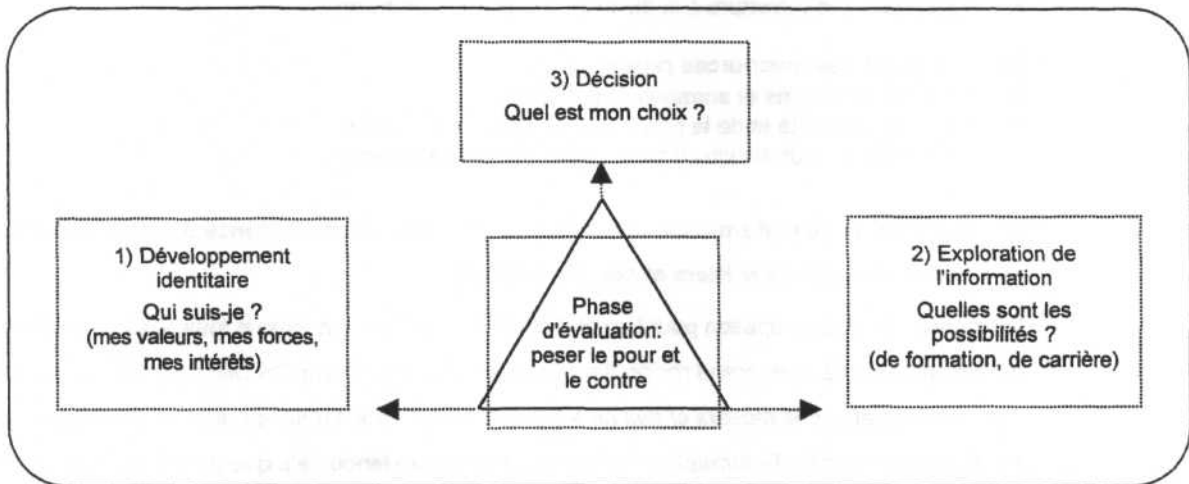 3) Décision
Quel est mon choix ?
1) Développement
identitaire
Qui suis-je ?
(mes valeurs, mes forces,
mes intérêts)
Phase
d'évaluation:
peser le pour et
le contre
2) Exploration de
l'information
Quelles sont les
possibilités ?
(de formation, de carrière)